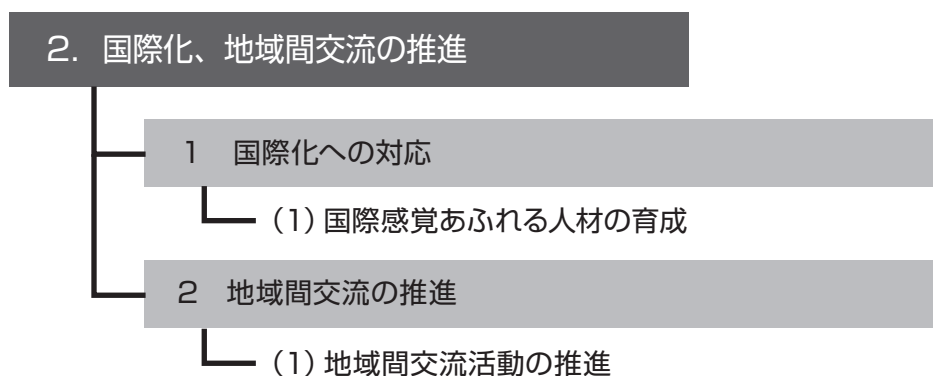 2．国際化、地域間交流の推進
1　国際化への対応
（1）国際感覚あふれる人材の育成
2　地域間交流の推進
（1）地域間交流活動の推進